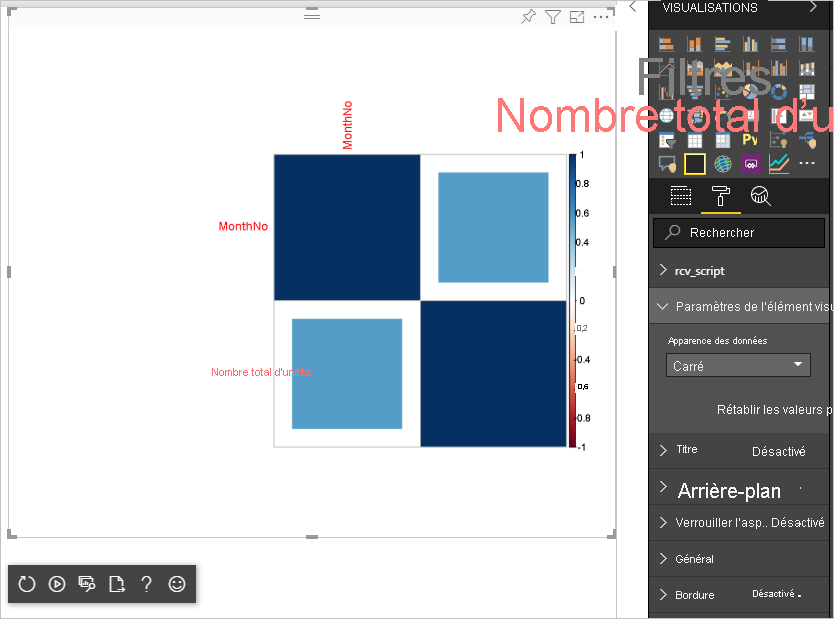 VISUALISATIONS
Filtres
Nombre total d'u
Py
MonthNo
MonthNo
Nombre total d'unités
1
0.8
0.6
0.4
0
0,2
-0.4
0,6
-0.8
-1
Rechercher
rcv_script
Paramètres de l'élément visu
Apparence des données
Carré
Rétablir les valeurs p
Titre Désactivé
Arrière-plan
Verrouiller l'asp.. Désactivé
Général
Bordure Désactivé